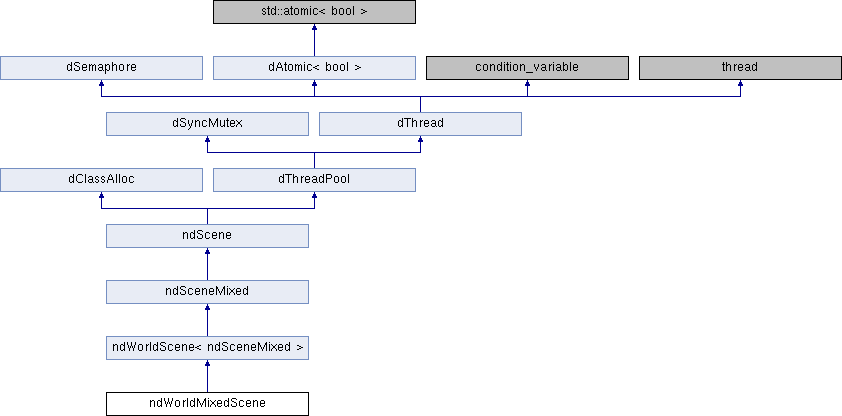 std::atomic< bool >
dSemaphore
dAtomic< bool >
condition_variable
thread
dSyncMutex
dThread
dClassAlloc
dThreadPool
ndScene
ndSceneMixed
ndWorldScene< ndSceneMixed >
ndWorldMixedScene